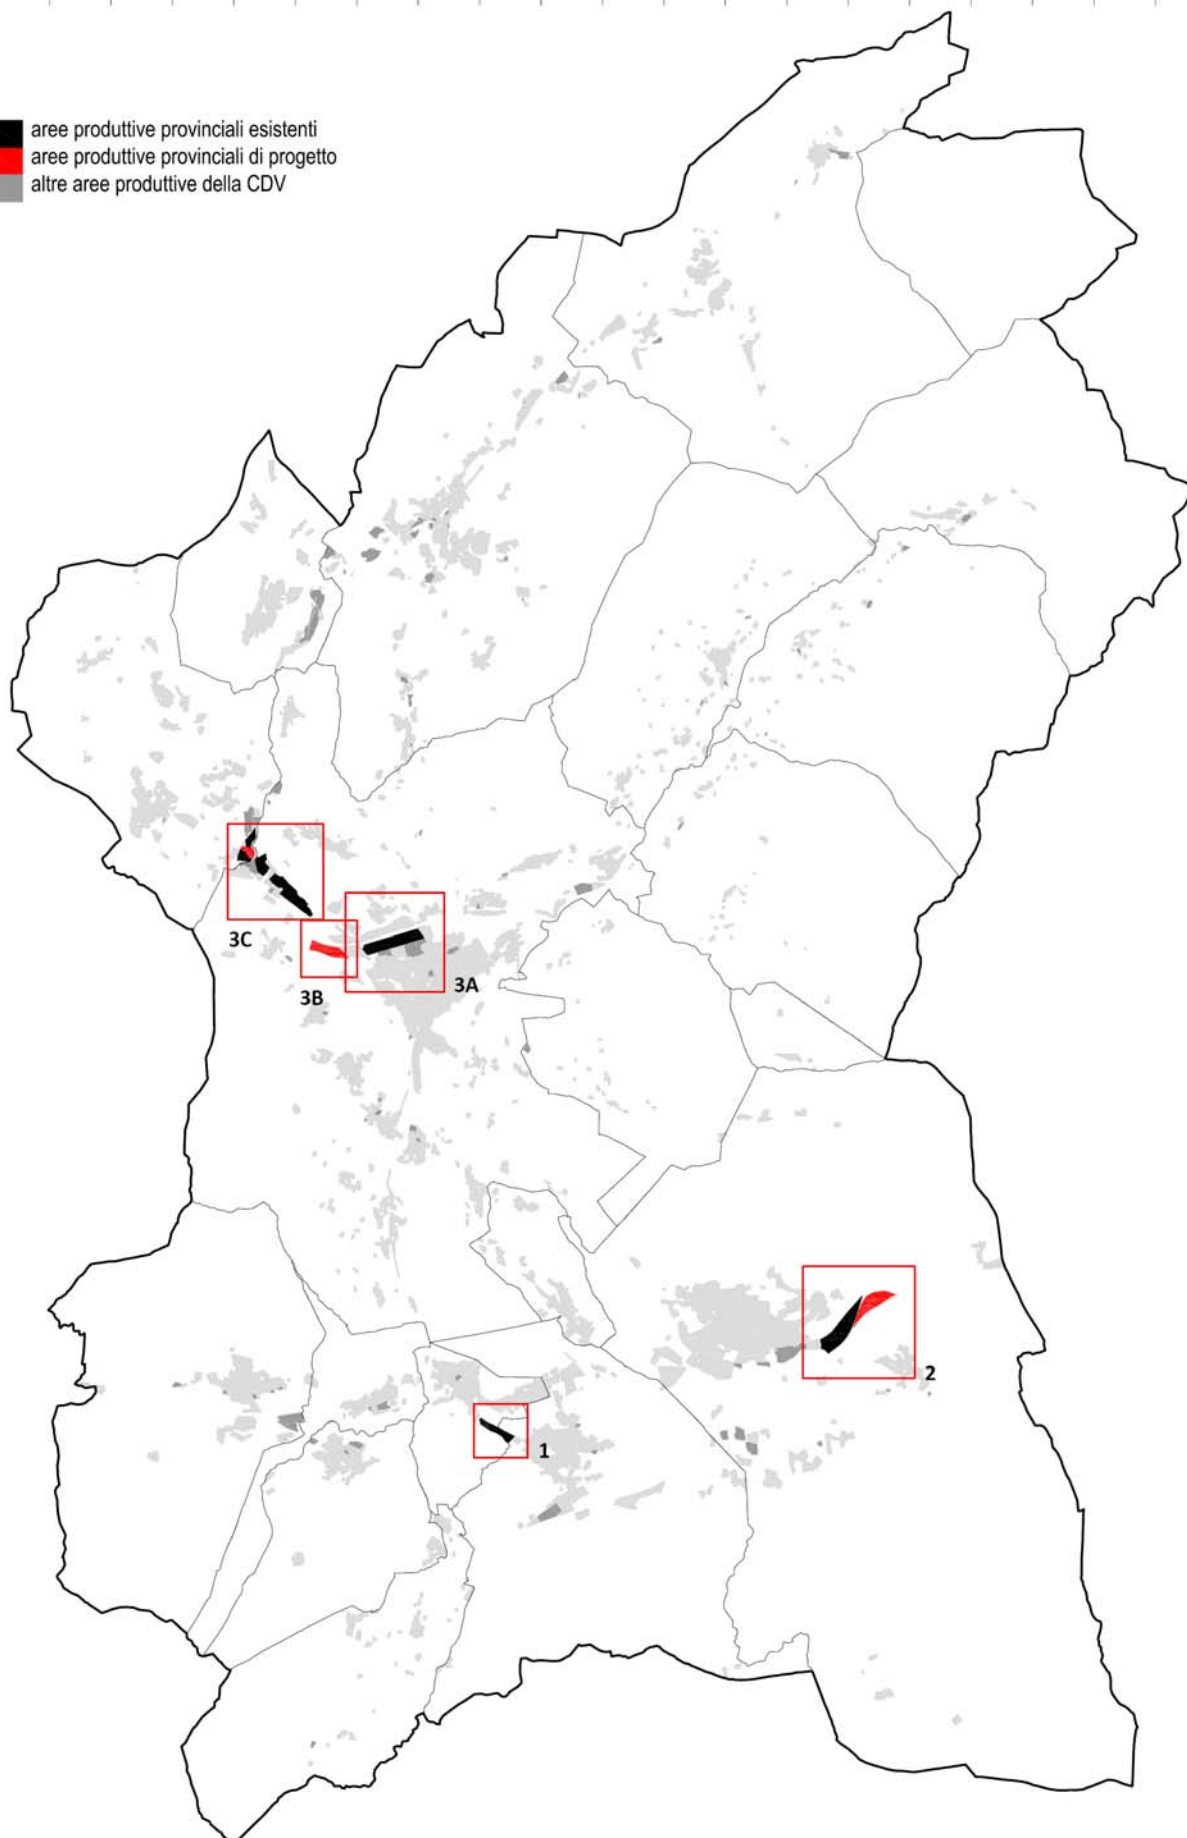 aree produttive provinciali esistenti
aree produttive provinciali di progetto
altre aree produttive della CDV
3C
3B
3A
2
1